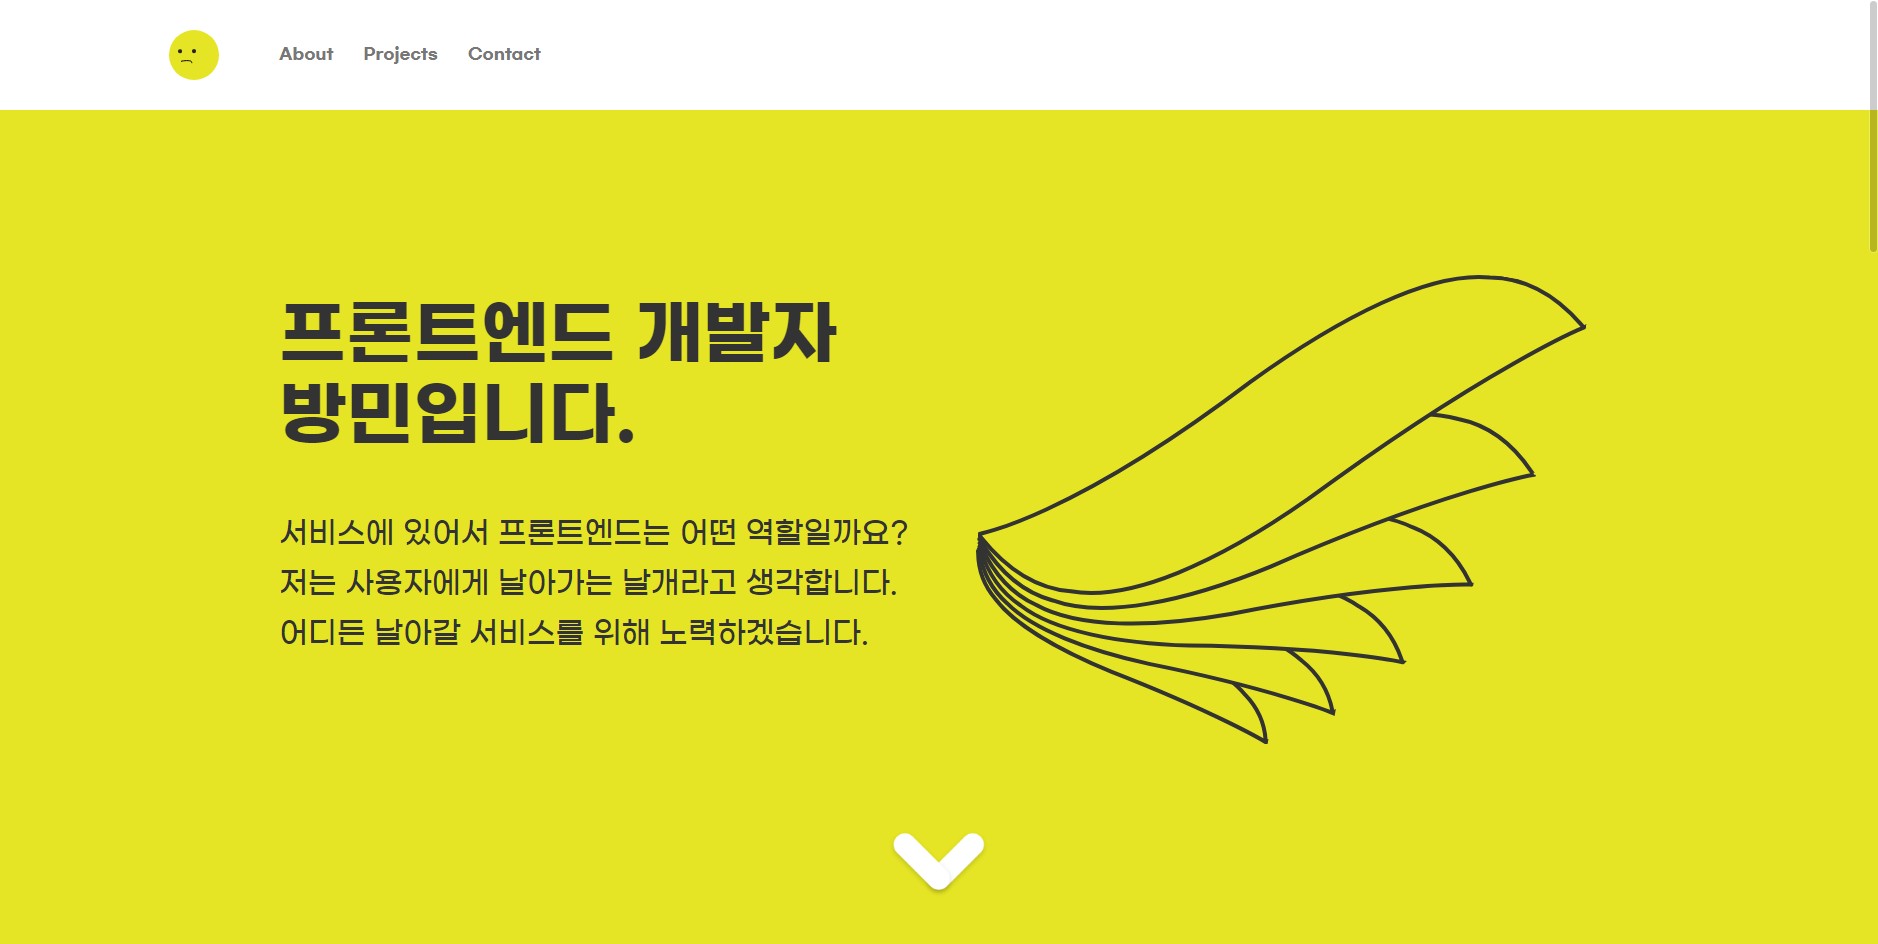 About
Projects
Contact
프론트엔드 개발자
방민입니다.
서비스에 있어서 프론트엔드는 어떤 역할일까요?
저는 사용자에게 날아가는 날개라고 생각합니다.
어디든 날아갈 서비스를 위해 노력하겠습니다.